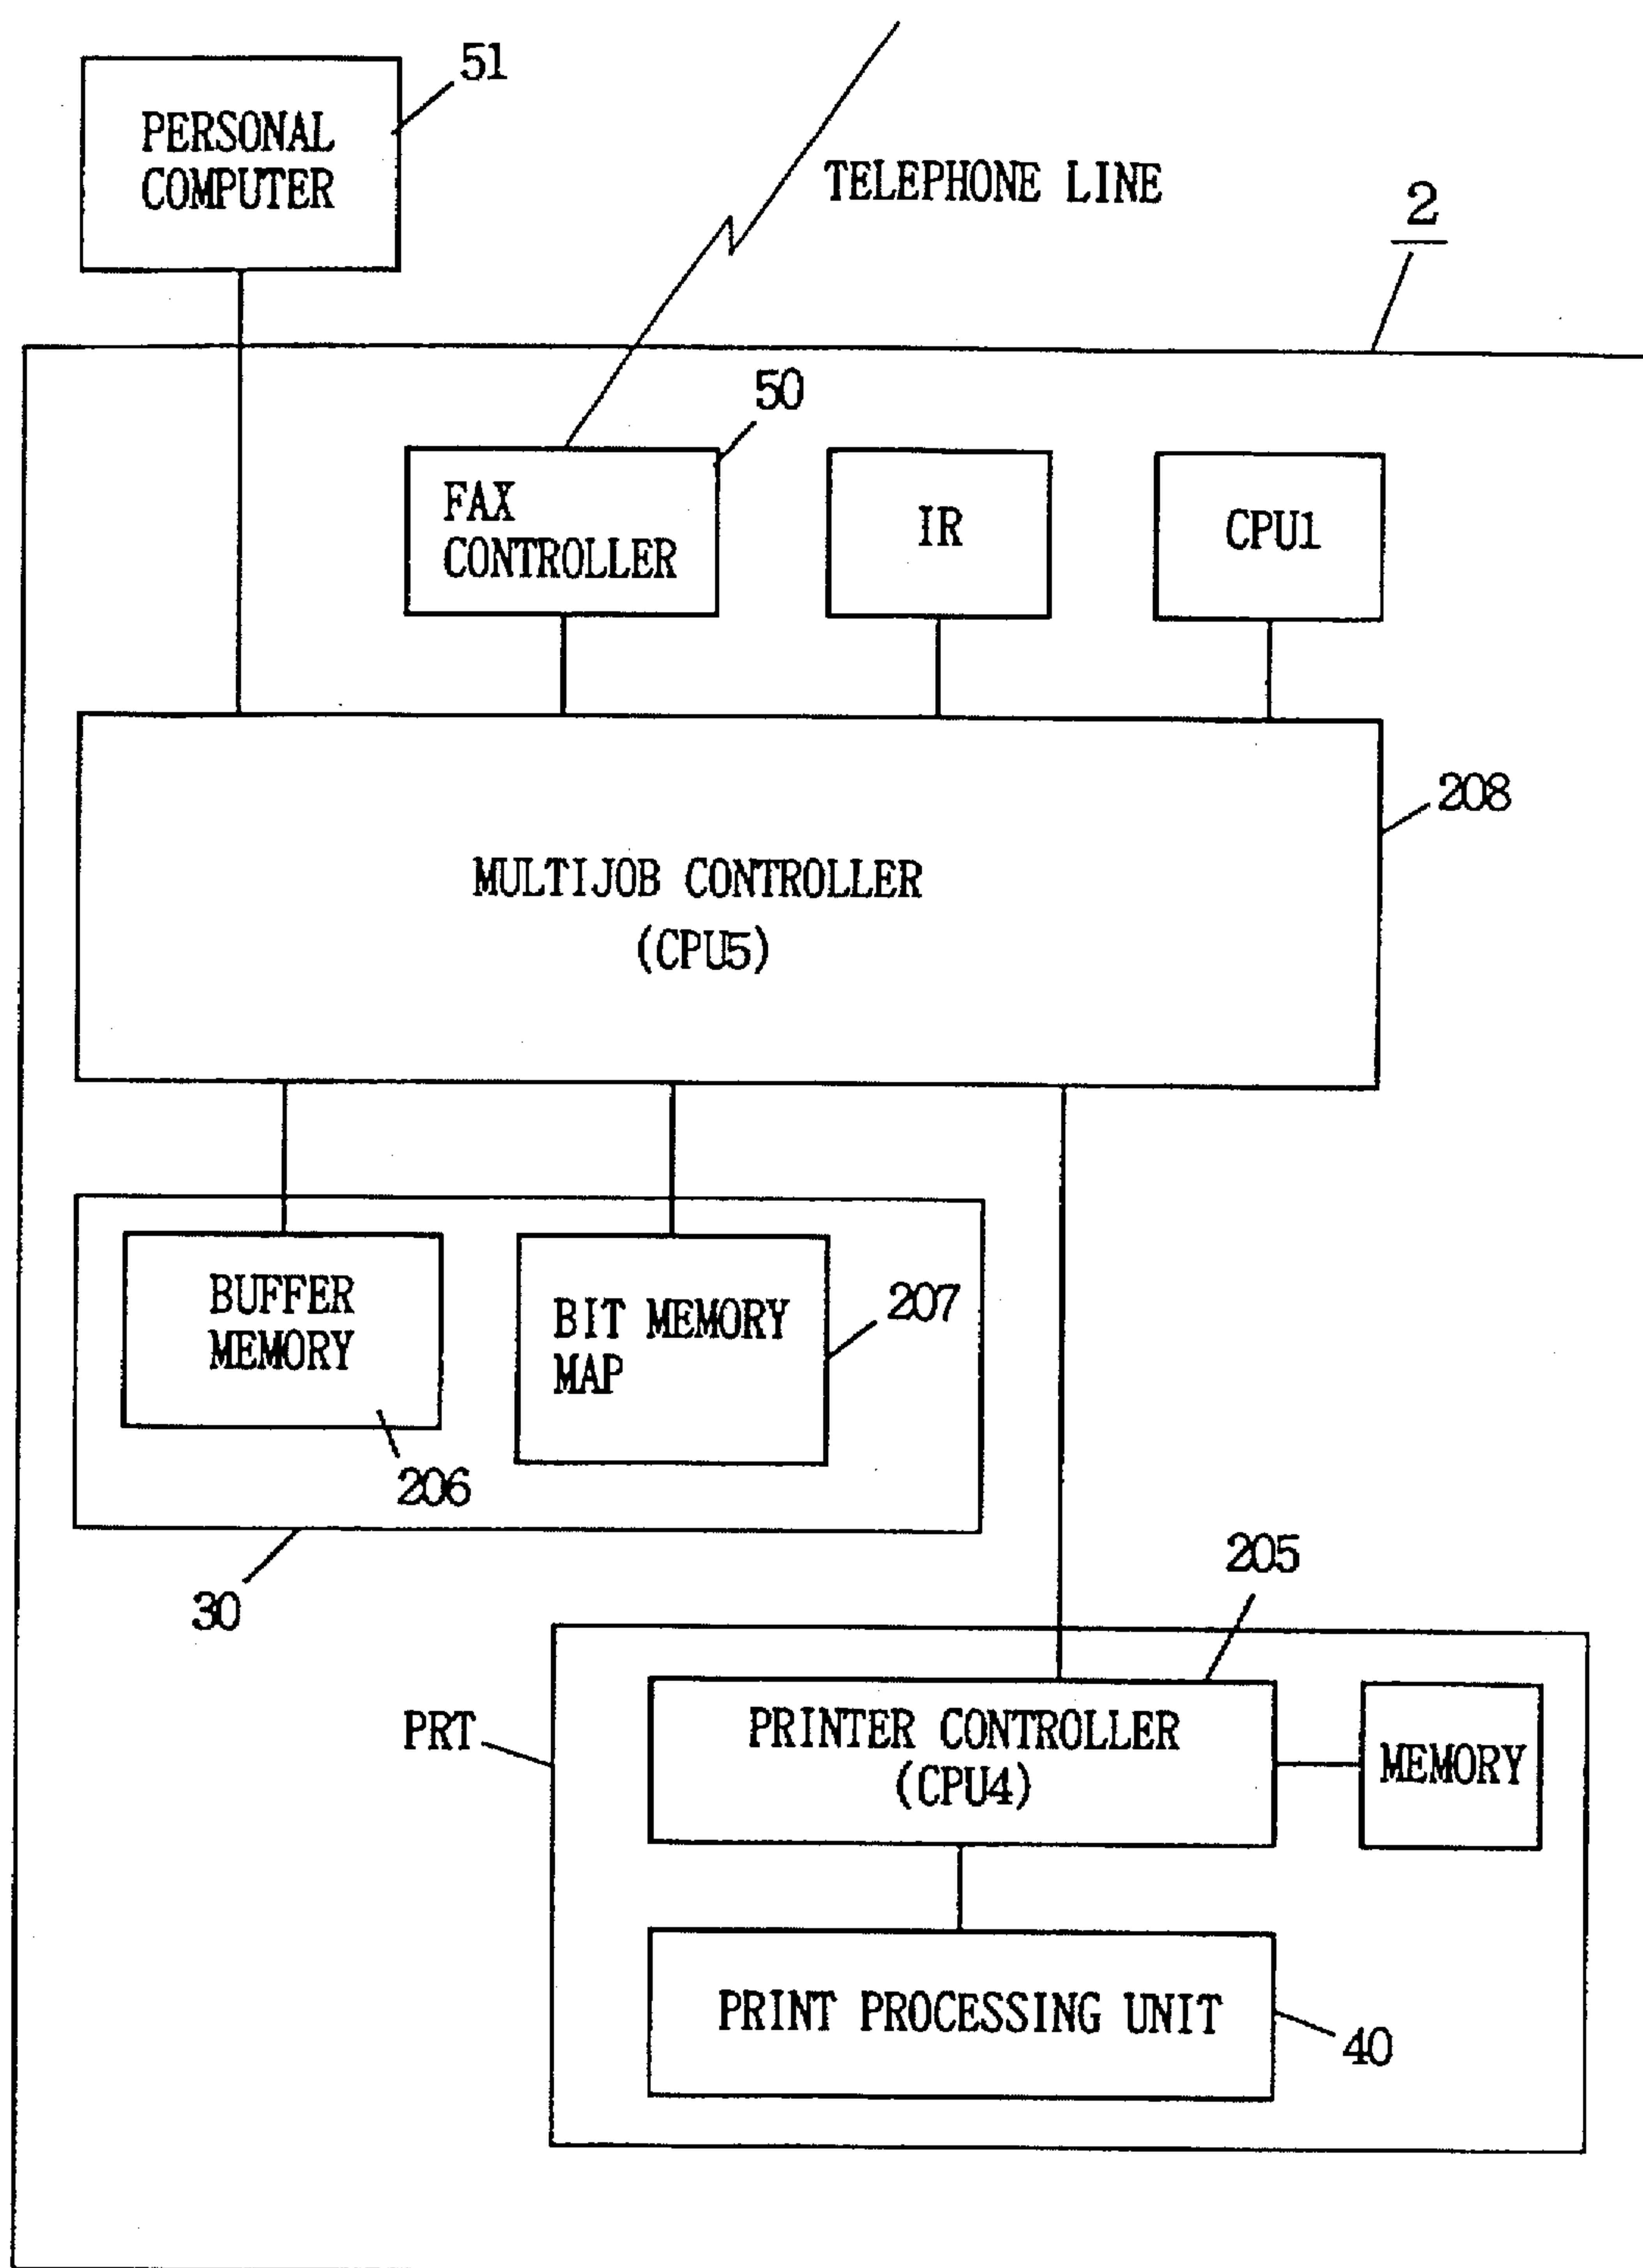 51
PERSONAL
COMPUTER
TELEPHONE LINE
2
50
FAX
CONTROLLER
IR
CPU1
208
MULTIJOB CONTROLLER
(CPU5)
BUFFER
MEMORY
BIT MEMORY
MAP
207
206
30
205
PRT
PRINTER CONTROLLER
(CPU4)
MEMORY
PRINT PROCESSING UNIT
40